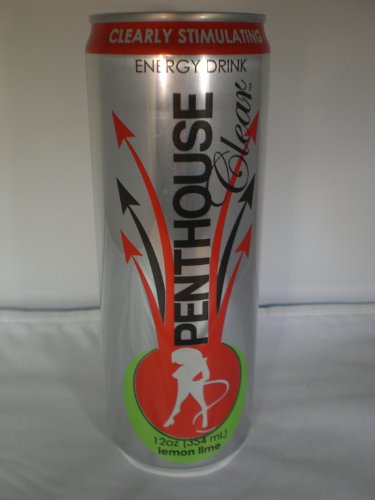 CLEARLY STIMULATING
ENERGY DRINK
PENTHOUSE
Clear
12oz (354 mL)
lemon lime